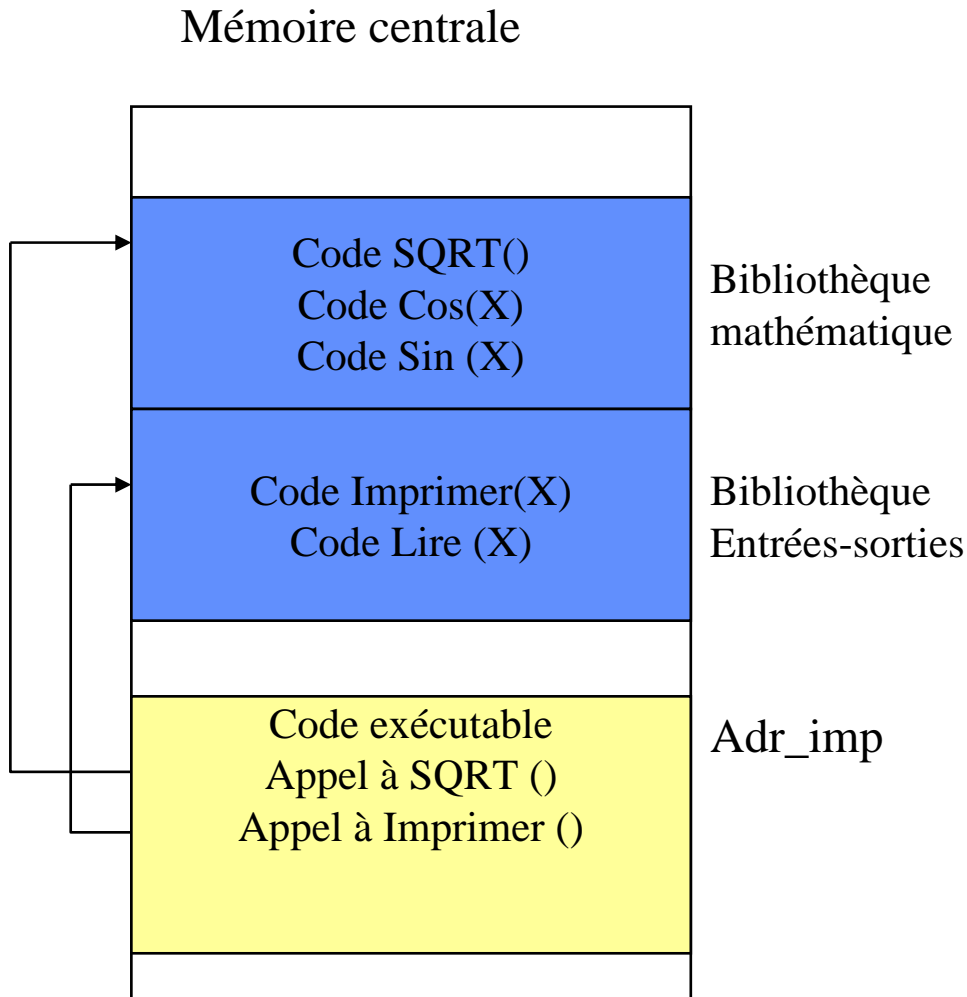 Mémoire centrale
Code SQRT()
Code Cos(X)
Code Sin (X)
Bibliothèque
mathématique
Code Imprimer(X)
Code Lire (X)
Bibliothèque
Entrées-sorties
Code exécutable
Appel à SQRT ()
Appel à Imprimer ()
Adr_imp